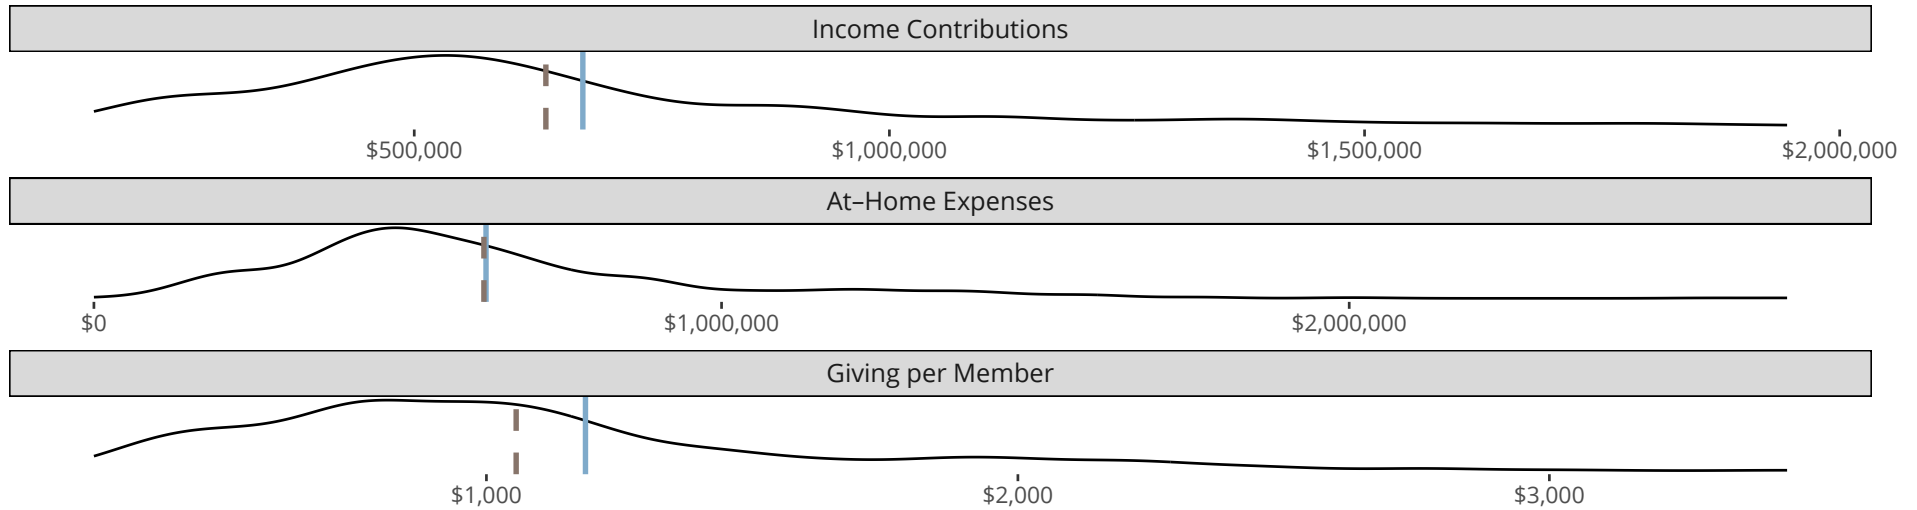 Income Contributions
$500,000 $1,000,000 $1,500,000 $2,000,000
At–Home Expenses
$0 $1,000,000 $2,000,000
Giving per Member
$1,000 $2,000 $3,000